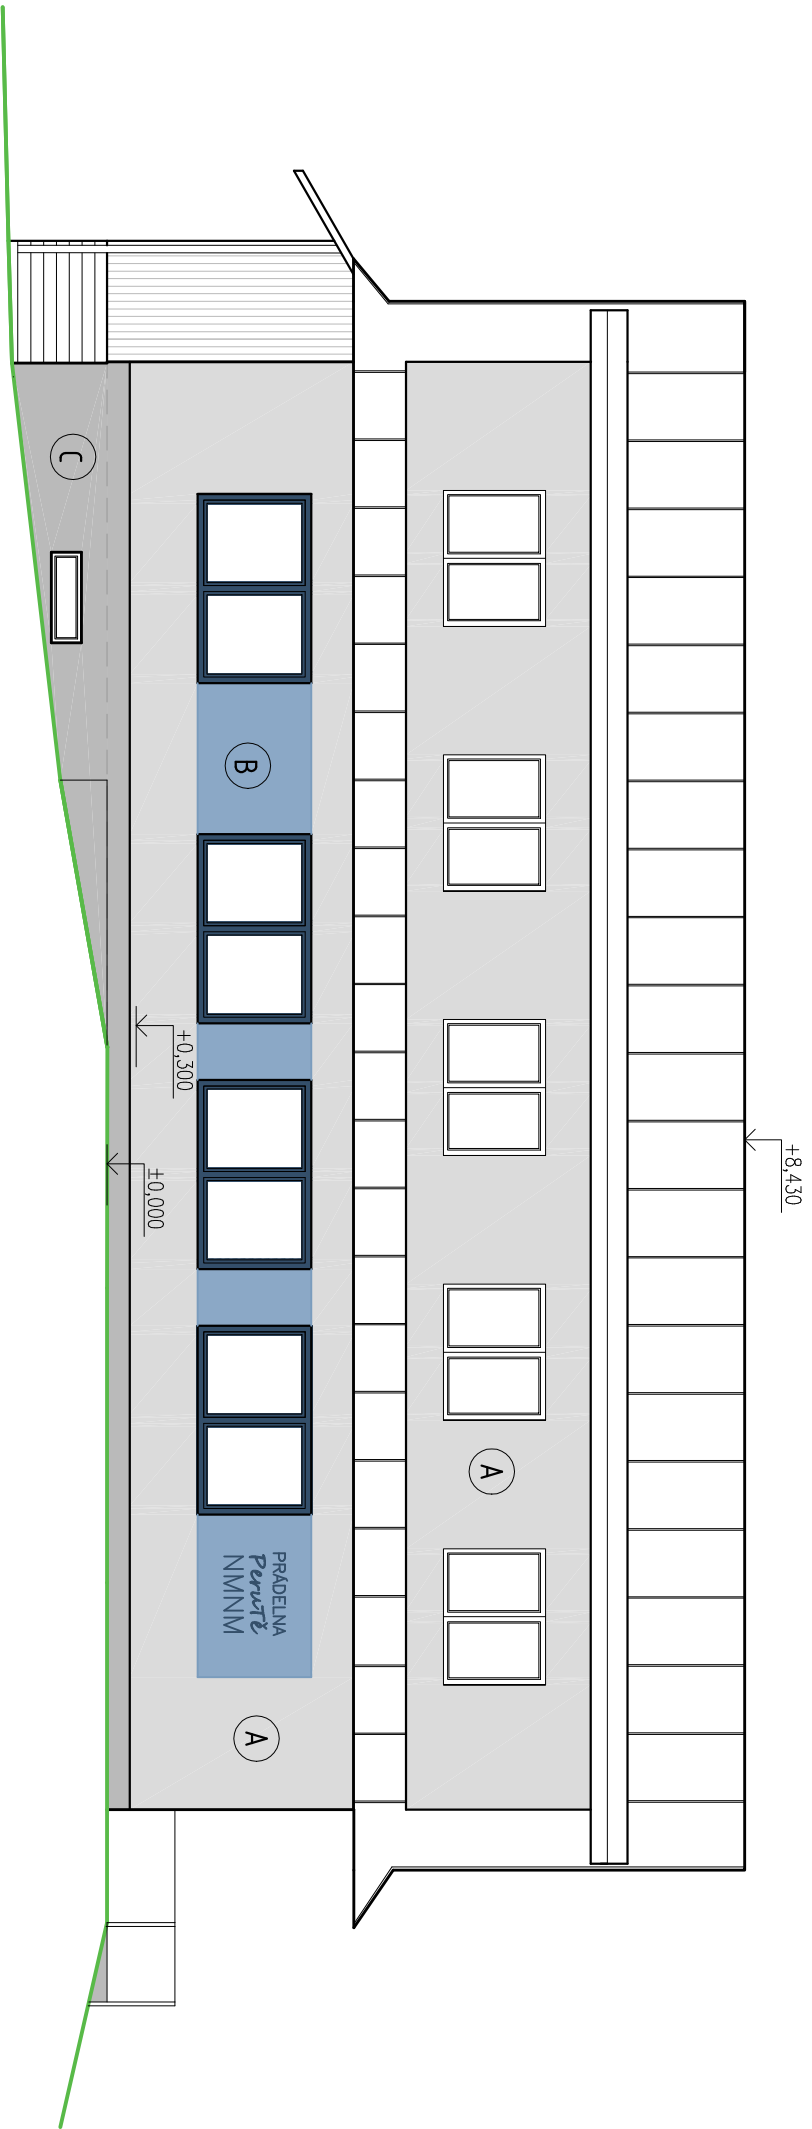 +8,430
A
PRÁDELNA
Peruť
NMNM
B
A
+0,300
±0,000
C